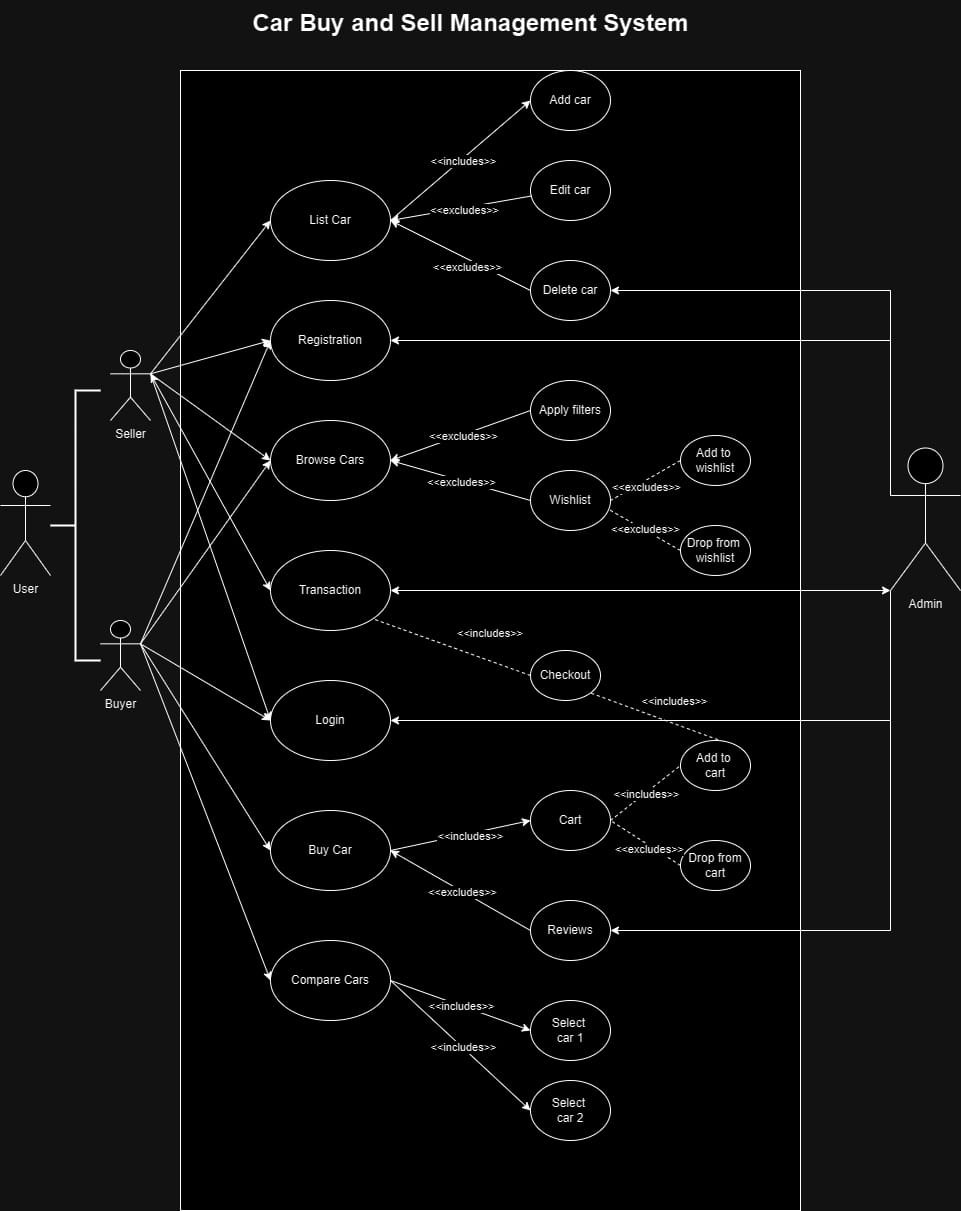 Car Buy and Sell Management System
Add car
<<includes>>
Edit car
<<excludes>>
List Car
<<excludes>>
Delete car
Registration
Seller
Apply filters
<<excludes>>
Browse Cars
Add to
wishlist
<<excludes>>
<<excludes>>
Wishlist
<<excludes>>
Drop from
wishlist
User
Transaction
Admin
<<includes>>
Checkout
<<includes>>
Buyer
Login
Add to
cart
<<includes>>
Cart
<<includes>>
Buy Car
<<excludes>>
Drop from
cart
<<excludes>>
Reviews
Compare Cars
<<includes>>
Select
car 1
<<includes>>
Select
car 2